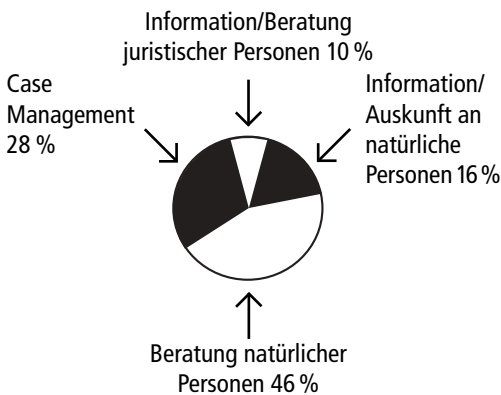 Information/Beratung
juristischer Personen 10 %
Case
Management
28 %
Information/
Auskunft an
natürliche
Personen 16 %
Beratung natürlicher
Personen 46 %